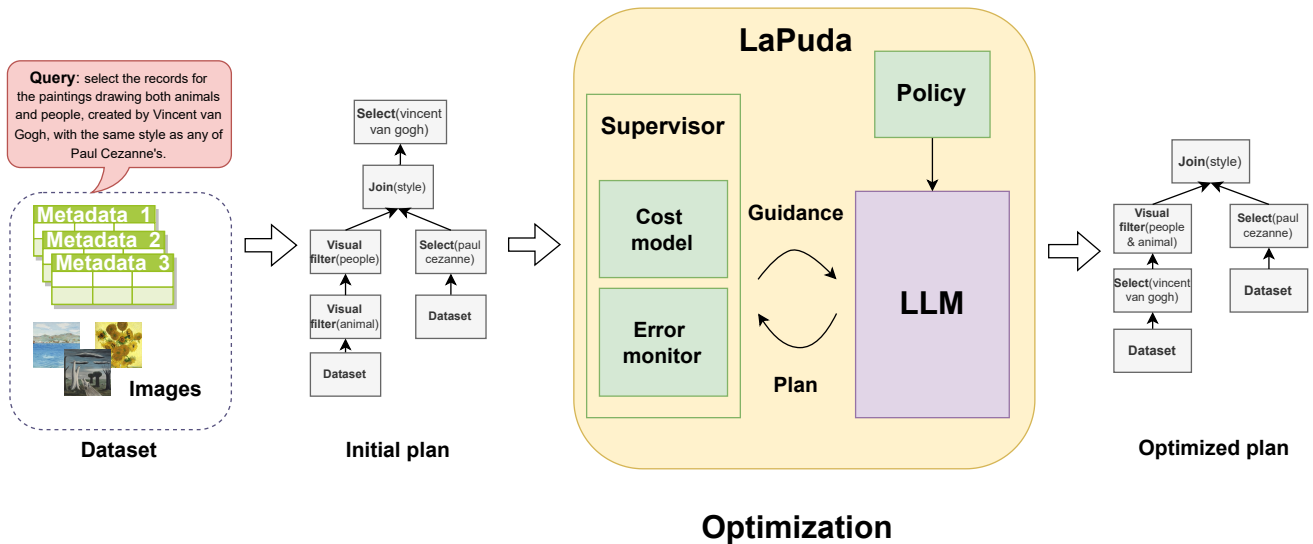 Query: select the records for
the paintings drawing both animals
and people, created by Vincent van
Gogh, with the same style as any of
Paul Cezanne's.
Metadata 1
Metadata 2
Metadata 3
Images
Dataset
Select(vincent
van gogh)
Join(style)
Visual
filter(people)
Select(paul
cezanne)
Visual
filter(animal)
Dataset
Dataset
Initial plan
LaPuda
Supervisor
Cost
model
Error
monitor
Policy
Guidance
Plan
LLM
Optimization
Join(style)
Visual
filter(people
& animal)
Select(paul
cezanne)
Select(vincent
van gogh)
Dataset
Dataset
Optimized plan